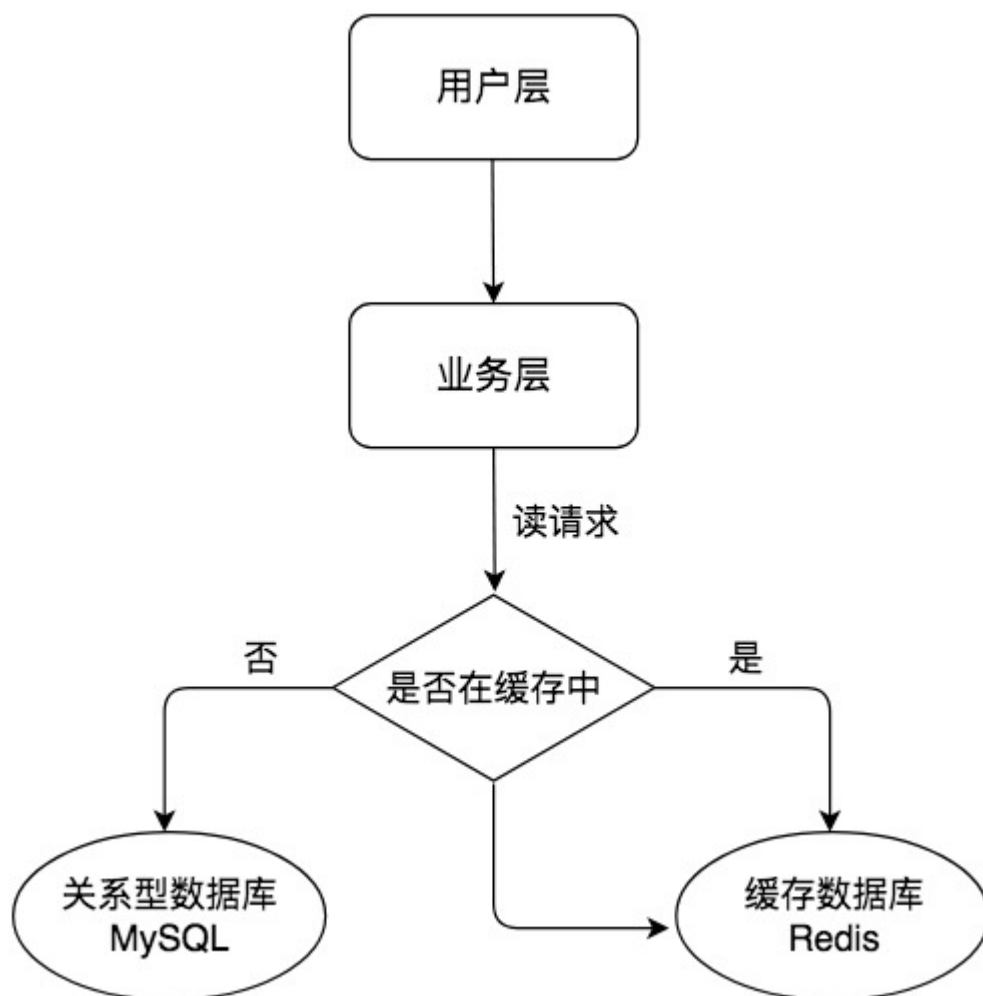 用户层
业务层
读请求
否
是
是否在缓存中
关系型数据库
MySQL
缓存数据库
Redis